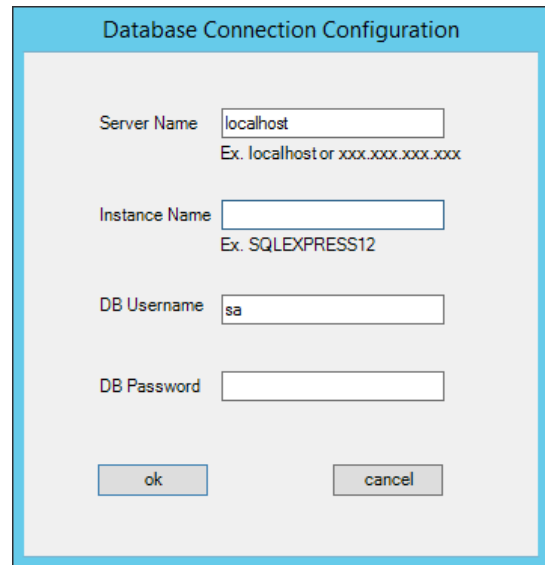 Database Connection Configuration
Server Name localhost
Ex. localhost or xxx.xxx.xxx.xxx
Instance Name
Ex. SQLEXPRESS12
DB Username sa
DB Password
ok cancel